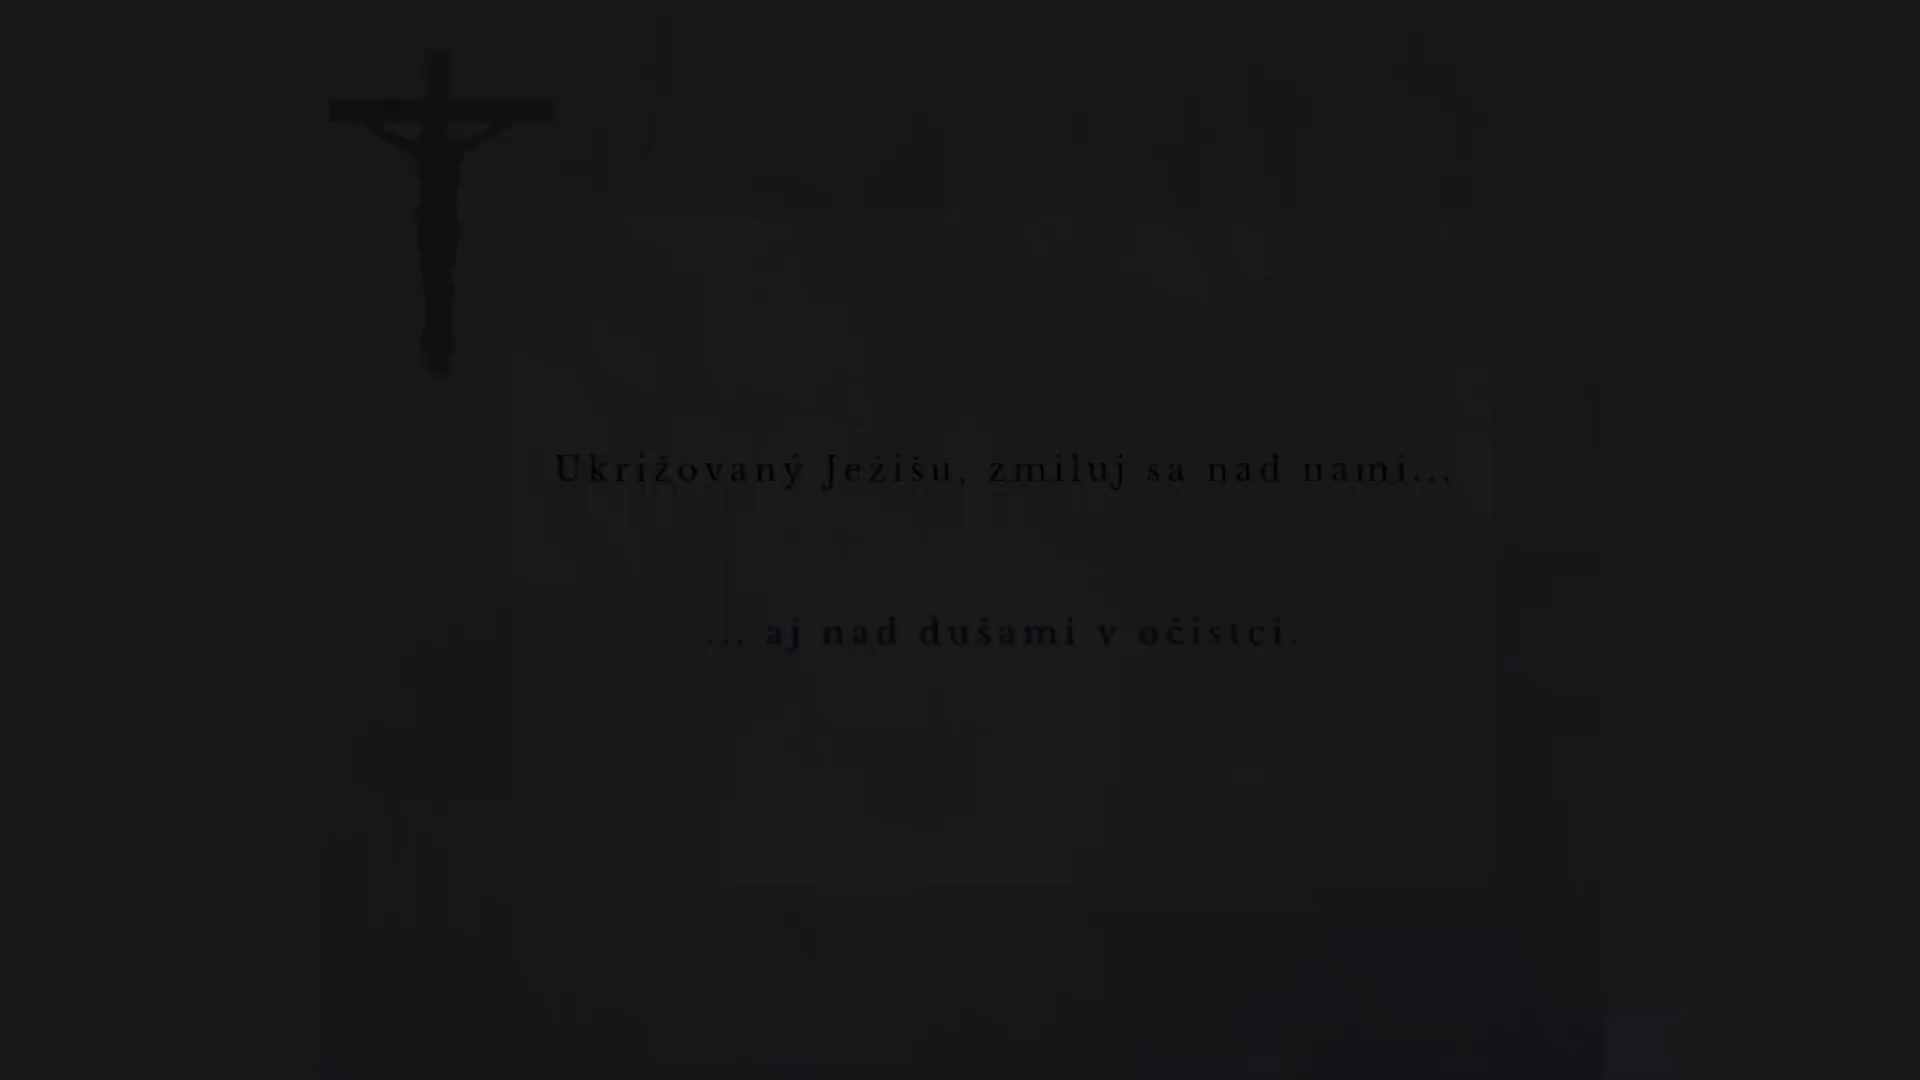 Ukrižovaný Ježišu, zmiluj sa nad nami...
... aj nad dušami v očistci.